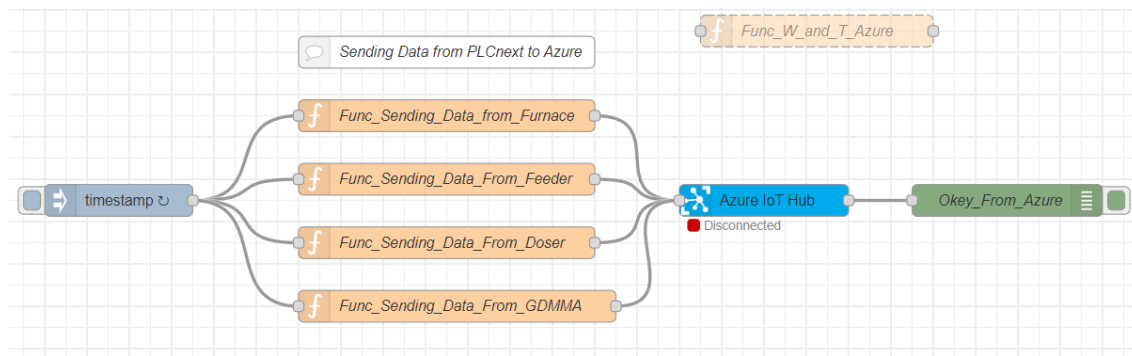 Func_W_and_T_Azure
Sending Data from PLCnext to Azure
Func_Sending_Data_from_Furnace
Func_Sending_Data_From_Feeder
timestamp ↻
Azure IoT Hub
Okey_From_Azure
Disconnected
Func_Sending_Data_From_Doser
Func_Sending_Data_From_GDMMA